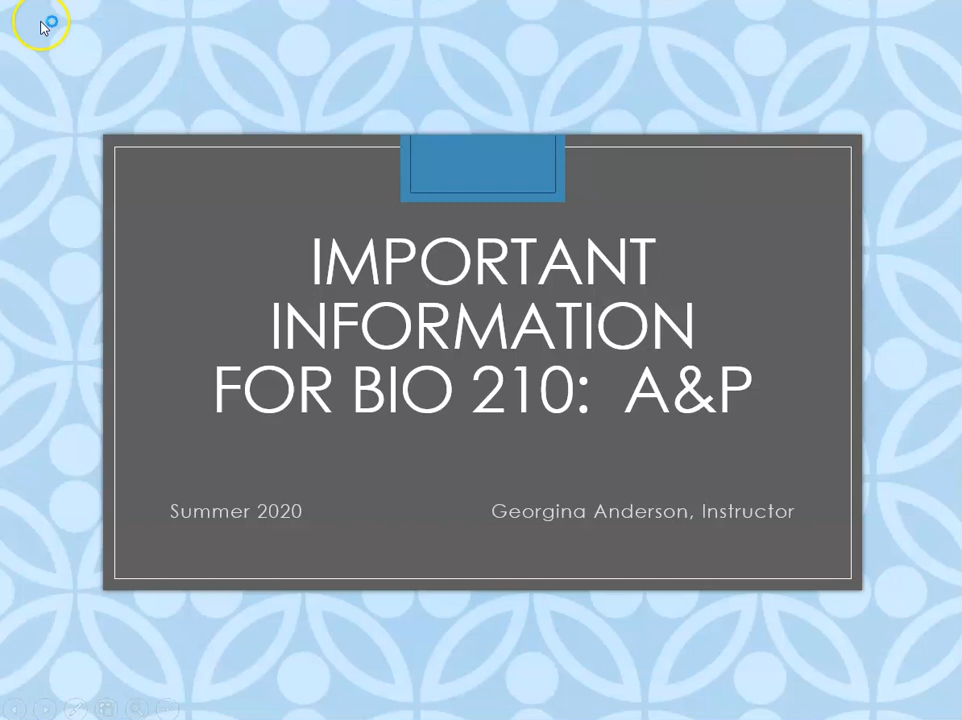 IMPORTANT
INFORMATION
FOR BIO 210: A&P
Summer 2020 Georgina Anderson, Instructor